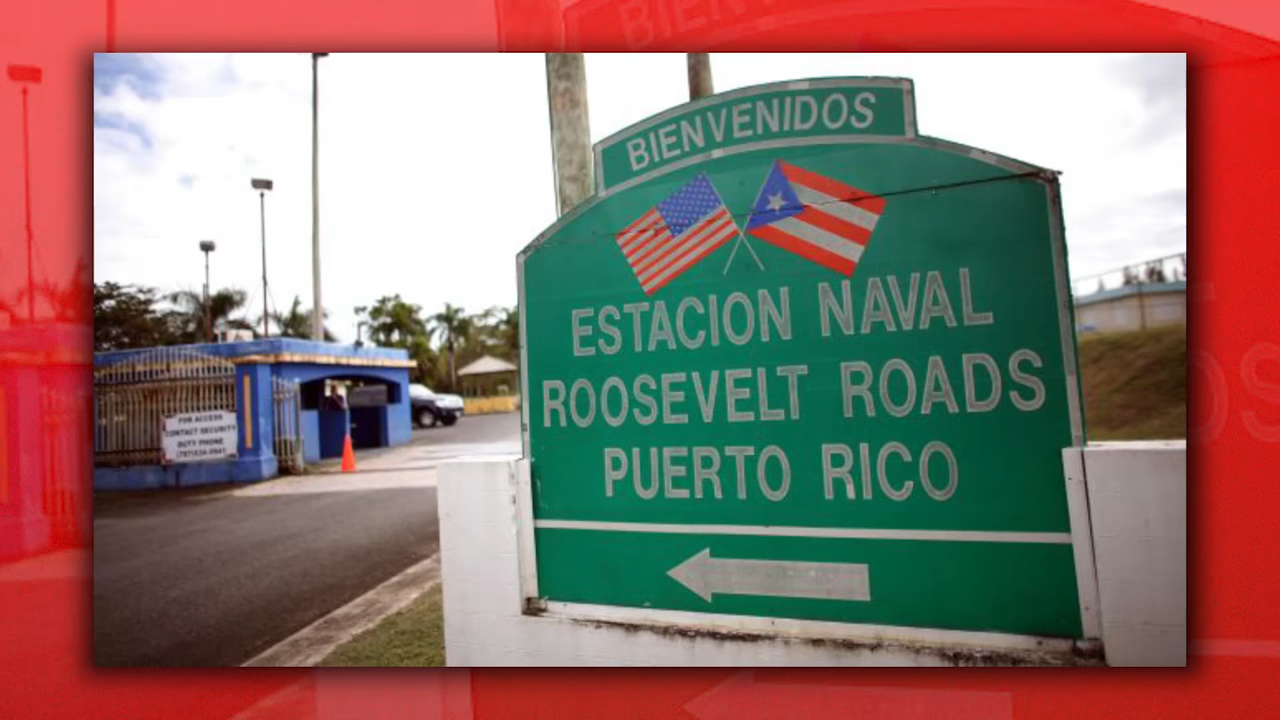 BIENVENIDOS
ESTACION NAVAL
ROOSEVELT ROADS
PUERTO RICO
FOR ACCESS
CONTACT SECURITY
DUTY PHONE